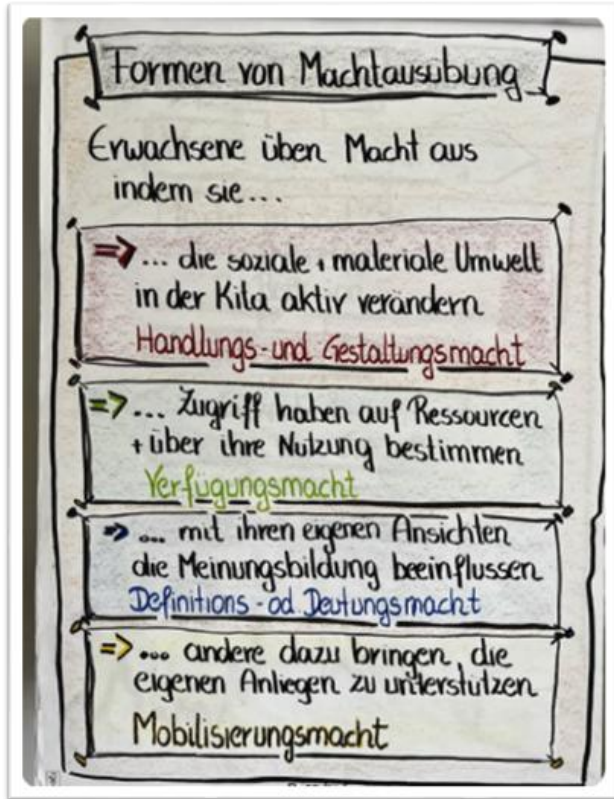 Formen von Machtausübung
Erwachsene üben Macht aus
indem sie...
⇒ ... die soziale + materiale Umwelt
in der Kita aktiv verändern
Handlungs- und Gestaltungsmacht
⇒ ... Zugriff haben auf Ressourcen
+ über ihre Nutzung bestimmen
Verfügungsmacht
⇒ ... mit ihren eigenen Ansichten
die Meinungsbildung beeinflussen
Definitions- od Deutungsmacht
⇒ ... andere dazu bringen, die
eigenen Anliegen zu unterstützen
Mobilisierungsmacht